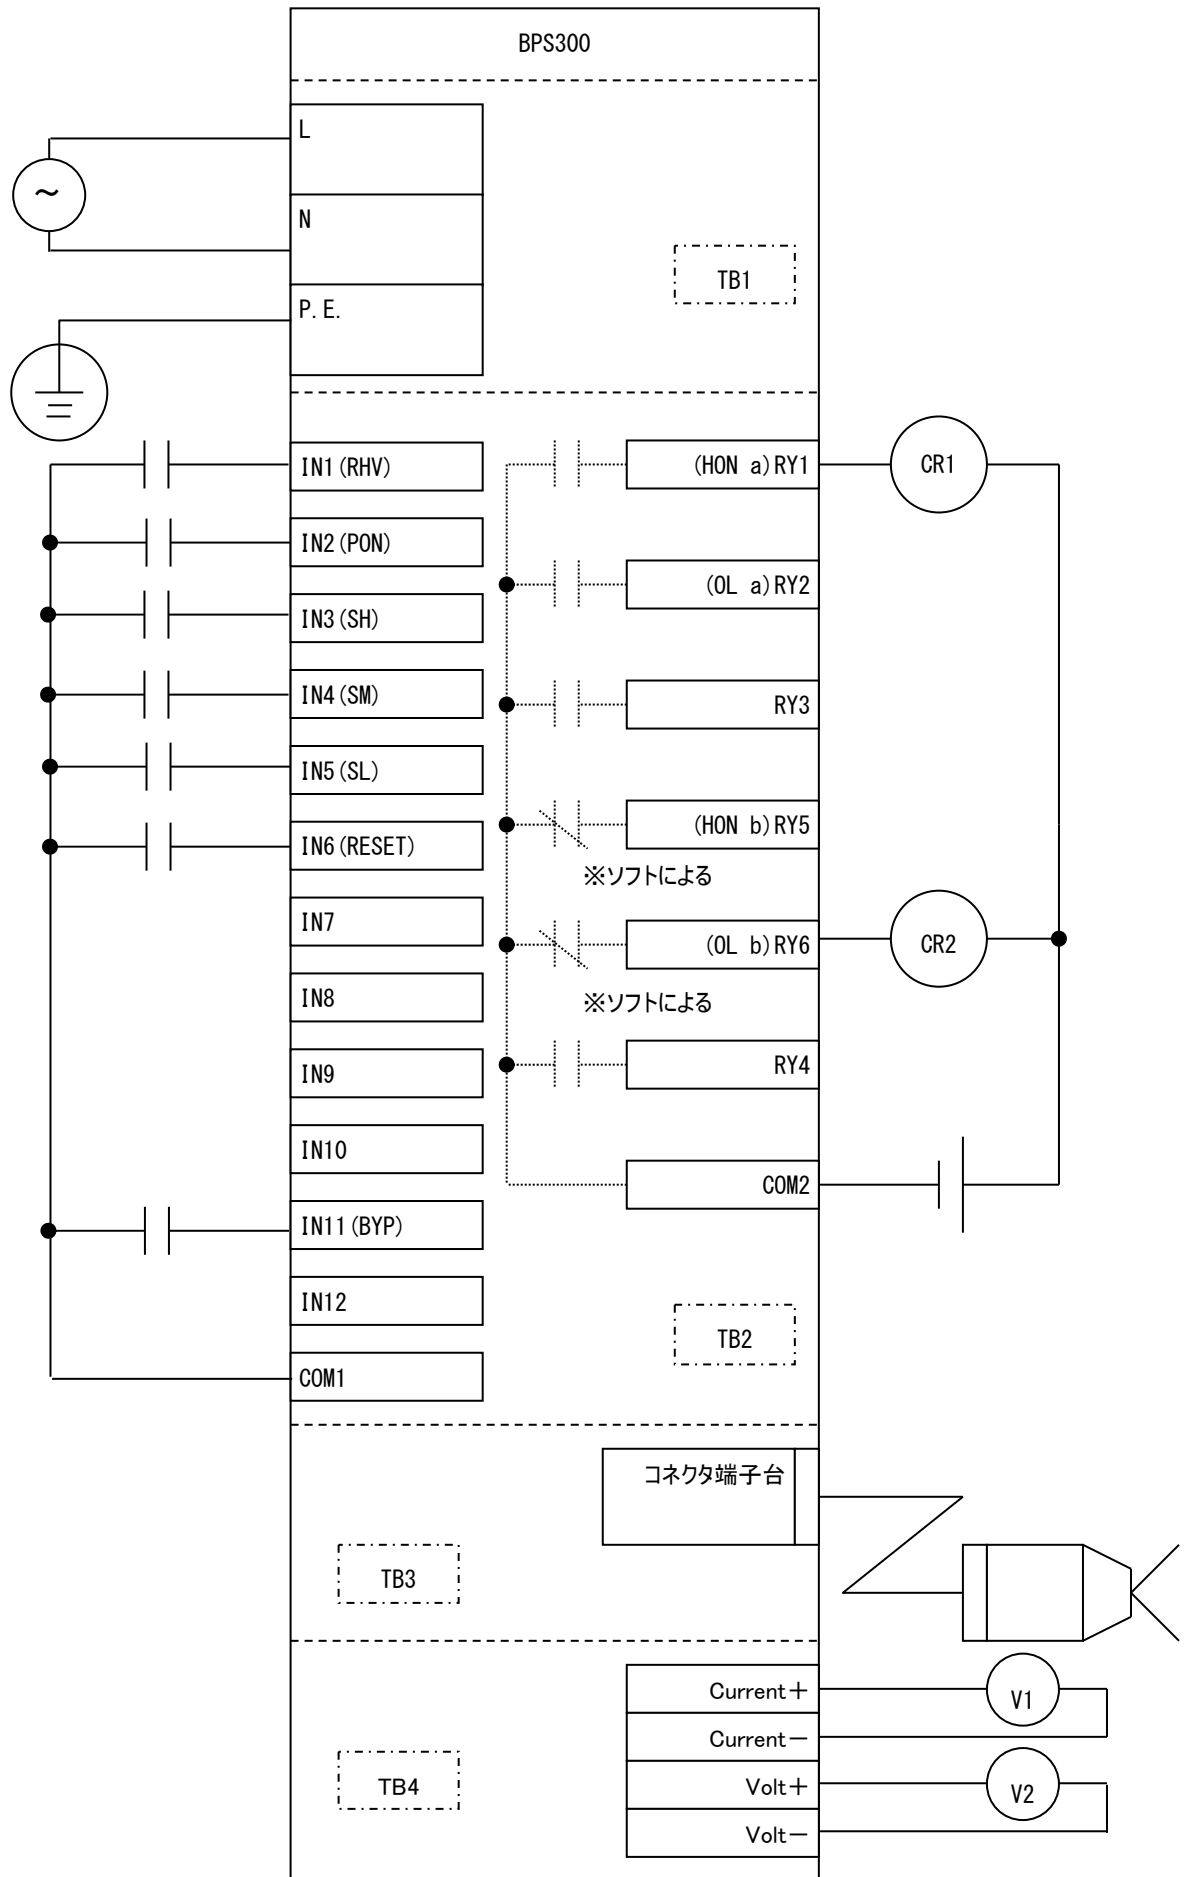 BPS300
L
~
N
TB1
P.E.
IN1(RHV)
(HON a)RY1
CR1
IN2(PON)
(OL a)RY2
IN3(SH)
IN4(SM)
RY3
IN5(SL)
(HON b)RY5
IN6(RESET)
※ソフトによる
IN7
(OL b)RY6
CR2
IN8
※ソフトによる
IN9
RY4
IN10
COM2
IN11(BYP)
IN12
TB2
COM1
コネクタ端子台
TB3
Current+
V1
Current-
TB4
Volt+
V2
Volt-